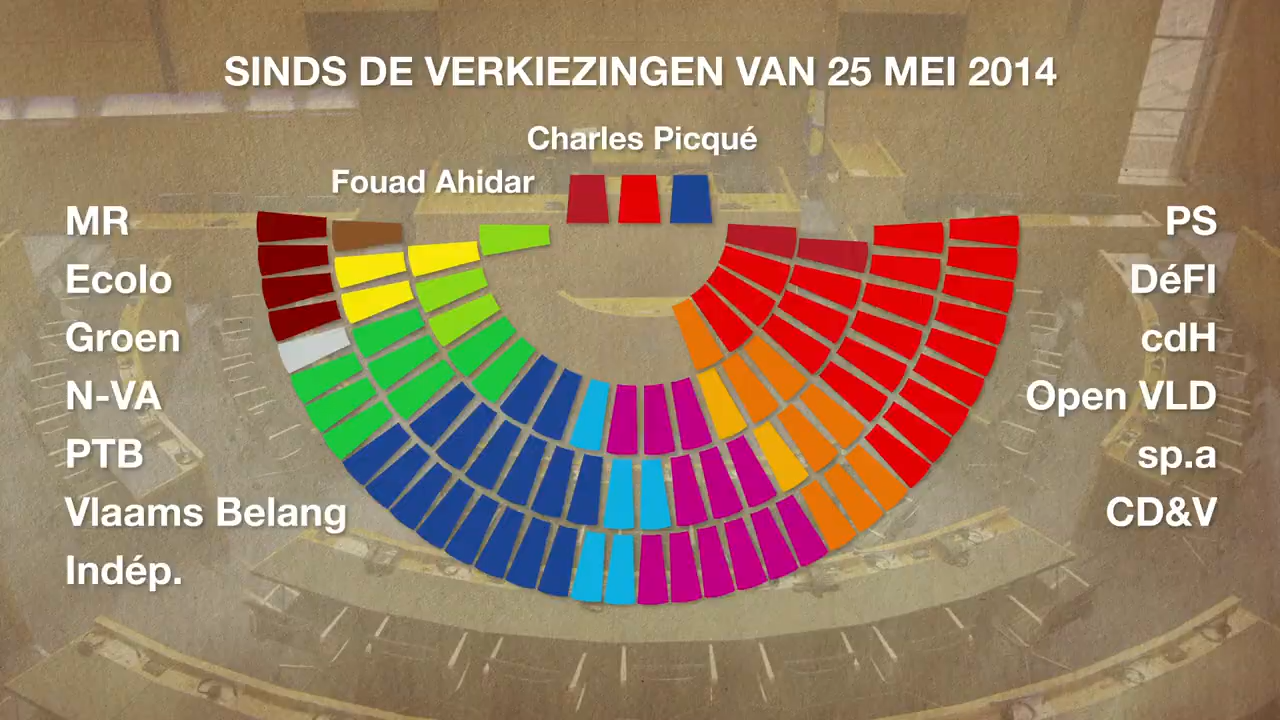 SINDS DE VERKIEZINGEN VAN 25 MEI 2014
Charles Picqué
Fouad Ahidar
MR
Ecolo
Groen
N-VA
PTB
Vlaams Belang
Indép.
PS
DéFI
cdH
Open VLD
sp.a
CD&V